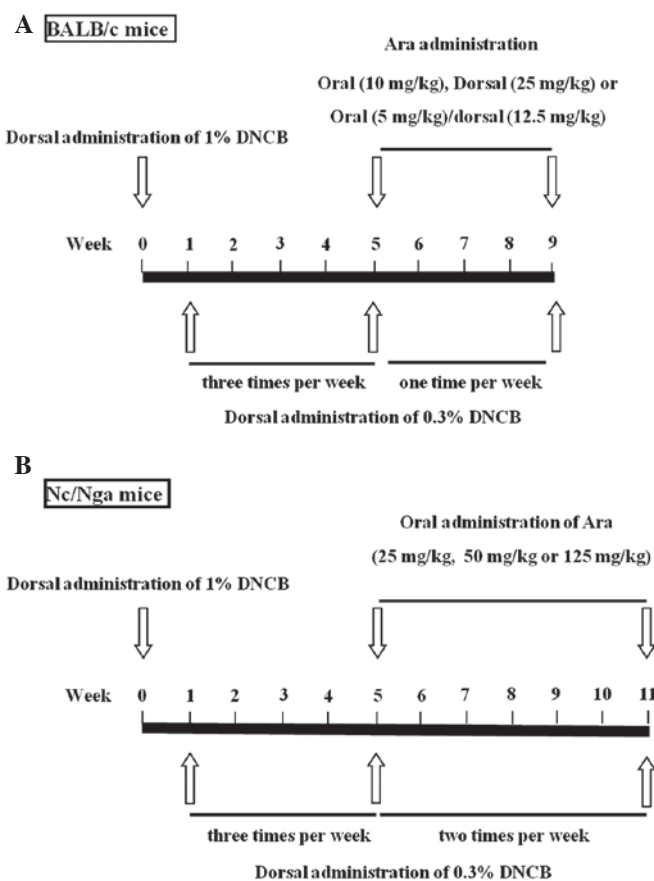 A BALB/c mice
Ara administration
Oral (10 mg/kg), Dorsal (25 mg/kg) or
Oral (5 mg/kg)/dorsal (12.5 mg/kg)
Dorsal administration of 1% DNCB
Week 0 1 2 3 4 5 6 7 8 9
three times per week one time per week
Dorsal administration of 0.3% DNCB
B
Nc/Nga mice
Oral administration of Ara
(25 mg/kg, 50 mg/kg or 125 mg/kg)
Dorsal administration of 1% DNCB
Week 0 1 2 3 4 5 6 7 8 9 10 11
three times per week two times per week
Dorsal administration of 0.3% DNCB